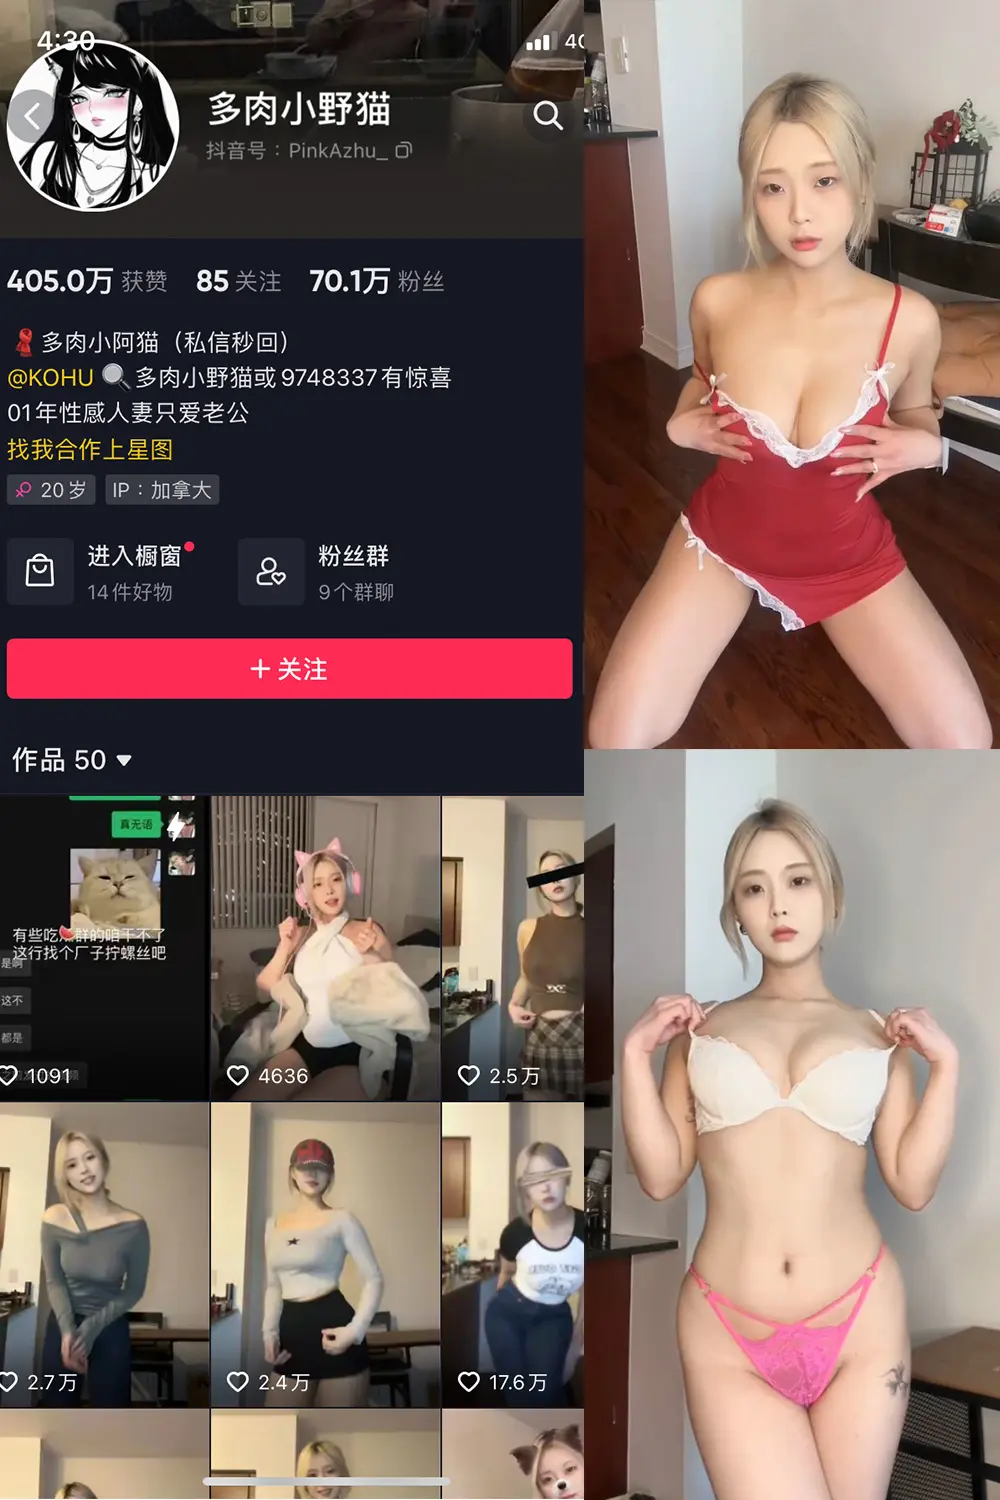 4:30
4G
多肉小野猫
抖音号：PinkAzhu_
405.0万 获赞 85 关注 70.1万 粉丝
多肉小阿猫（私信秒回）
@KOHU 🔍多肉小野猫或9748337有惊喜
01年性感人妻只爱老公
找我合作上星图
20岁 IP：加拿大
进入橱窗
14件好物
粉丝群
9个群聊
+ 关注
作品 50
真无语
有些吃🍉群的咱干不了
这行找个厂子拧螺丝吧
是啊
这不
都是
1091
4636
2.5万
2.7万
2.4万
17.6万